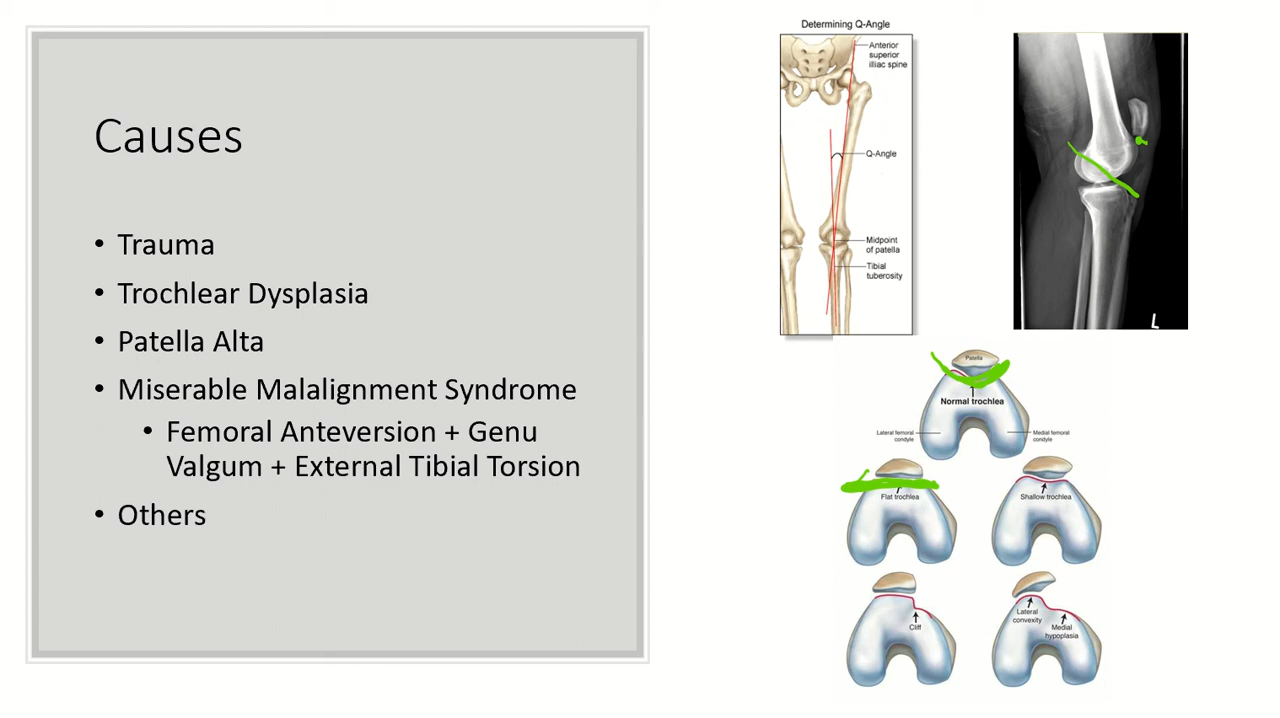 Causes
• Trauma
• Trochlear Dysplasia
• Patella Alta
• Miserable Malalignment Syndrome
• Femoral Anteversion + Genu
Valgum + External Tibial Torsion
• Others
Determining Q-Angle
Anterior
superior
illiac spine
Q-Angle
Midpoint
of patella
Tibial
tuberosity
L
Patella
Normal trochlea
Lateral femoral
condyle
Medial femoral
condyle
Flat trochlea
Shallow trochlea
Cliff
Lateral
convexity
Medial
hypoplasia